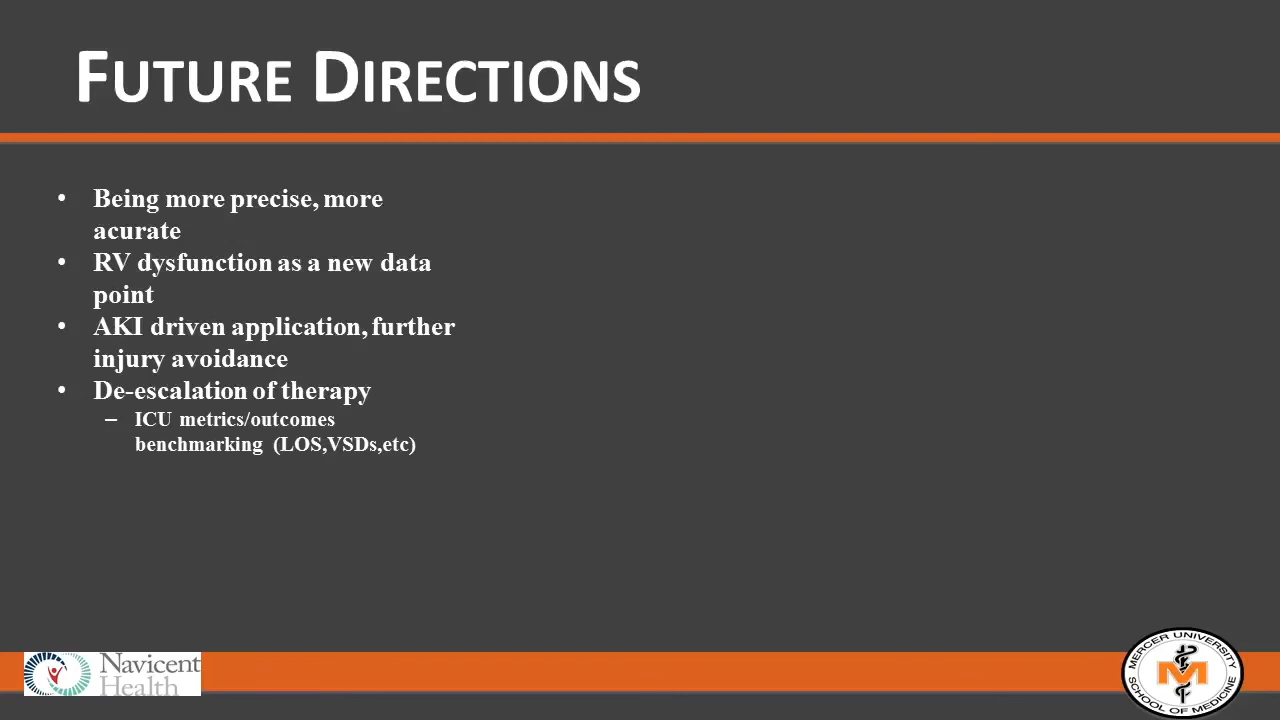 FUTURE DIRECTIONS
• Being more precise, more
acurate
• RV dysfunction as a new data
point
• AKI driven application, further
injury avoidance
• De-escalation of therapy
– ICU metrics/outcomes
benchmarking (LOS,VSDs,etc)
Navicent
Health
MERCER UNIVERSITY
M
SCHOOL OF MEDICINE